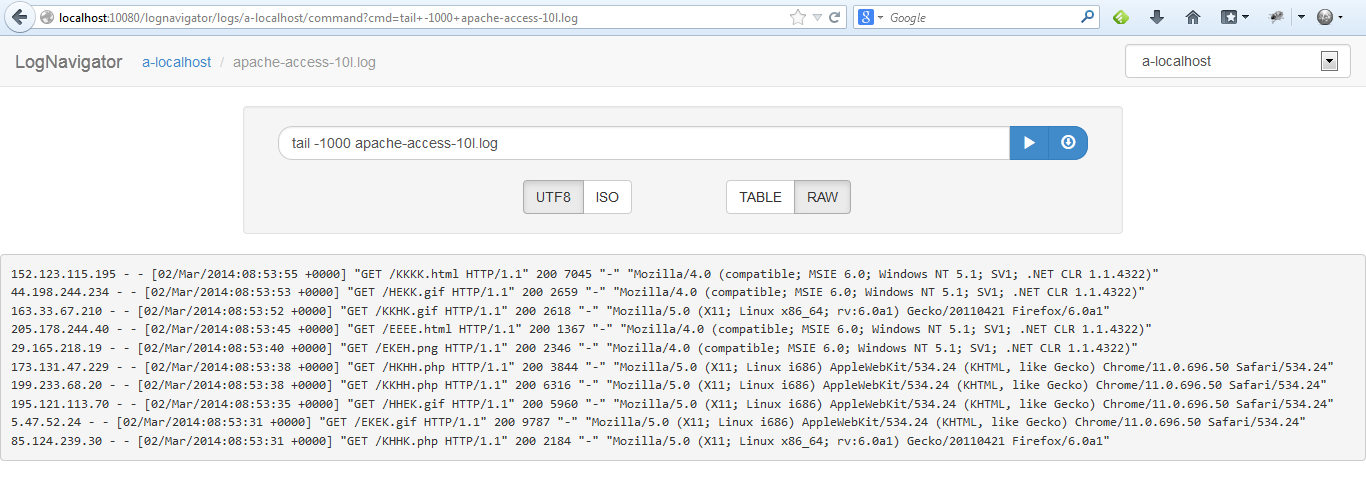 localhost:10080/lognavigator/logs/a-localhost/command?cmd=tail+-1000+apache-access-10l.log
Google
LogNavigator a-localhost / apache-access-10l.log
a-localhost
tail -1000 apache-access-10l.log
UTF8 ISO TABLE RAW
152.123.115.195 - - [02/Mar/2014:08:53:55 +0000] "GET /KKKK.html HTTP/1.1" 200 7045 "-" "Mozilla/4.0 (compatible; MSIE 6.0; Windows NT 5.1; SV1; .NET CLR 1.1.4322)"
44.198.244.234 - - [02/Mar/2014:08:53:53 +0000] "GET /HEKK.gif HTTP/1.1" 200 2659 "-" "Mozilla/4.0 (compatible; MSIE 6.0; Windows NT 5.1; SV1; .NET CLR 1.1.4322)"
163.33.67.210 - - [02/Mar/2014:08:53:52 +0000] "GET /KKHK.gif HTTP/1.1" 200 2618 "-" "Mozilla/5.0 (X11; Linux x86_64; rv:6.0a1) Gecko/20110421 Firefox/6.0a1"
205.178.244.40 - - [02/Mar/2014:08:53:45 +0000] "GET /EEEE.html HTTP/1.1" 200 1367 "-" "Mozilla/4.0 (compatible; MSIE 6.0; Windows NT 5.1; SV1; .NET CLR 1.1.4322)"
29.165.218.19 - - [02/Mar/2014:08:53:40 +0000] "GET /EKEH.png HTTP/1.1" 200 2346 "-" "Mozilla/4.0 (compatible; MSIE 6.0; Windows NT 5.1; SV1; .NET CLR 1.1.4322)"
173.131.47.229 - - [02/Mar/2014:08:53:38 +0000] "GET /HKHH.php HTTP/1.1" 200 3844 "-" "Mozilla/5.0 (X11; Linux i686) AppleWebKit/534.24 (KHTML, like Gecko) Chrome/11.0.696.50 Safari/534.24"
199.233.68.20 - - [02/Mar/2014:08:53:38 +0000] "GET /KKHH.php HTTP/1.1" 200 6316 "-" "Mozilla/5.0 (X11; Linux i686) AppleWebKit/534.24 (KHTML, like Gecko) Chrome/11.0.696.50 Safari/534.24"
195.121.113.70 - - [02/Mar/2014:08:53:35 +0000] "GET /HHEK.gif HTTP/1.1" 200 5960 "-" "Mozilla/5.0 (X11; Linux i686) AppleWebKit/534.24 (KHTML, like Gecko) Chrome/11.0.696.50 Safari/534.24"
5.47.52.24 - - [02/Mar/2014:08:53:31 +0000] "GET /EKEK.gif HTTP/1.1" 200 9787 "-" "Mozilla/5.0 (X11; Linux i686) AppleWebKit/534.24 (KHTML, like Gecko) Chrome/11.0.696.50 Safari/534.24"
85.124.239.30 - - [02/Mar/2014:08:53:31 +0000] "GET /KHHK.php HTTP/1.1" 200 2184 "-" "Mozilla/5.0 (X11; Linux x86_64; rv:6.0a1) Gecko/20110421 Firefox/6.0a1"